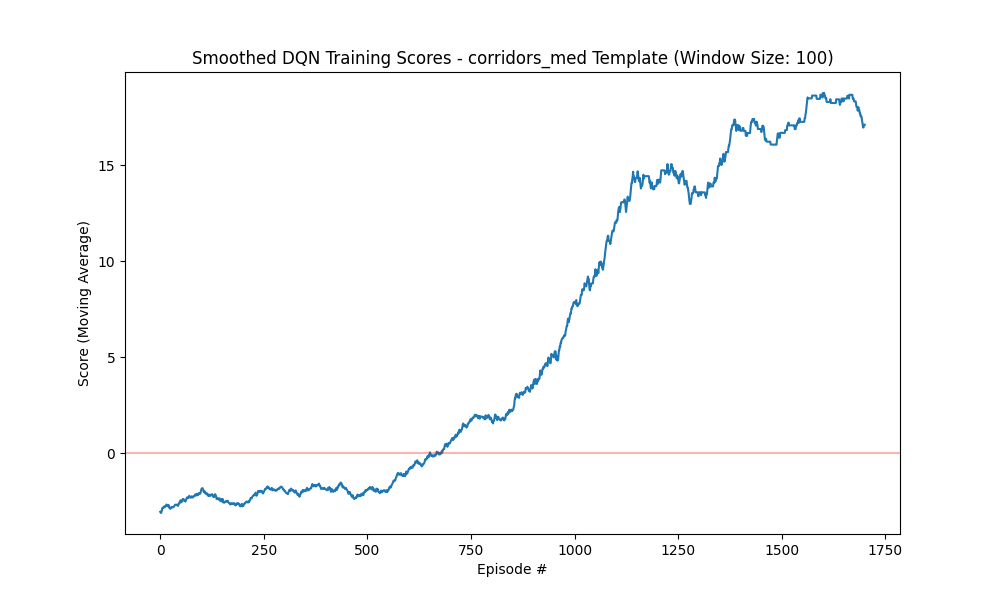 Smoothed DQN Training Scores - corridors_med Template (Window Size: 100)
Score (Moving Average)
15
10
5
0
0 250 500 750 1000 1250 1500 1750
Episode #